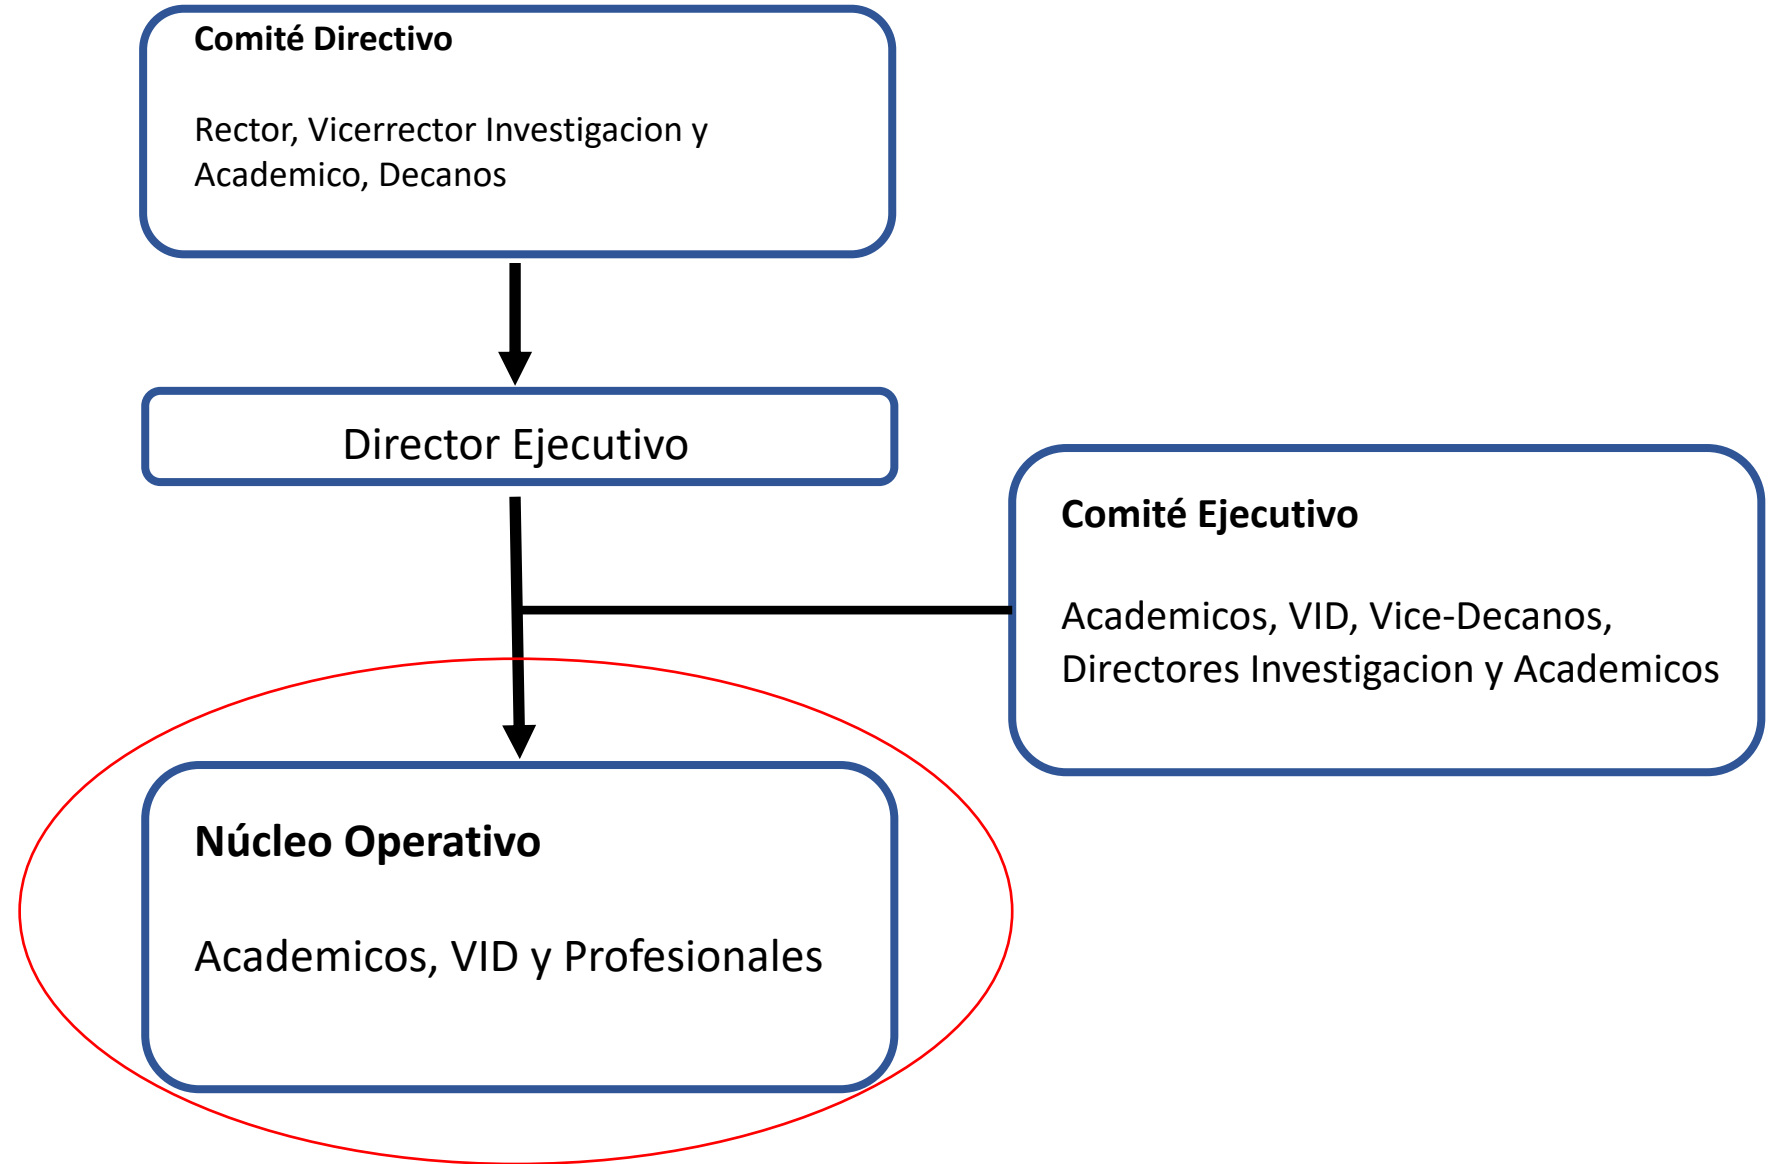 Comité Directivo
Rector, Vicerrector Investigacion y
Academico, Decanos
Director Ejecutivo
Comité Ejecutivo
Academicos, VID, Vice-Decanos,
Directores Investigacion y Academicos
Núcleo Operativo
Academicos, VID y Profesionales